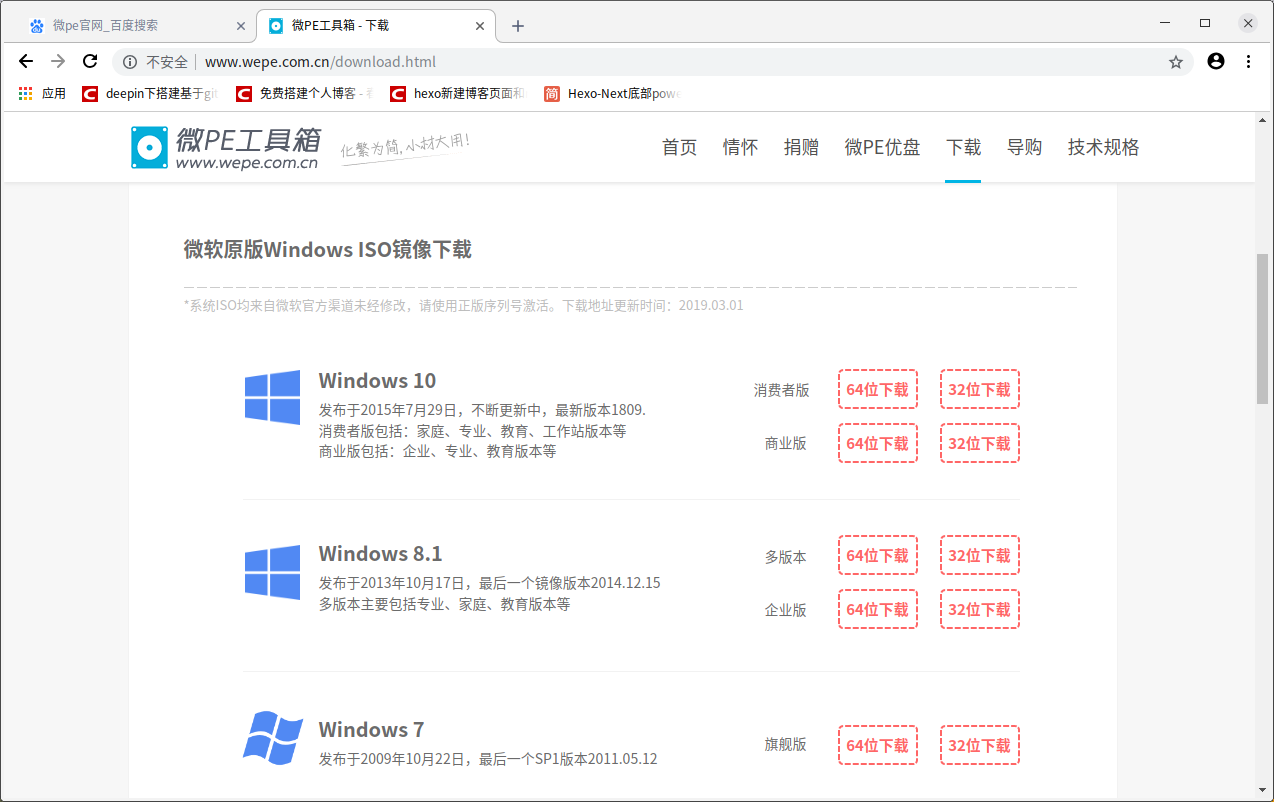 微pe官网_百度搜索
微PE工具箱 - 下载
不安全 www.wepe.com.cn/download.html
应用 deepin下搭建基于git 免费搭建个人博客 - hexo新建博客页面和 Hexo-Next底部pow
微PE工具箱
www.wepe.com.cn
化繁为简,小材大用!
首页 情怀 捐赠 微PE优盘 下载 导购 技术规格
微软原版Windows ISO镜像下载
*系统ISO均来自微软官方渠道未经修改，请使用正版序列号激活。下载地址更新时间：2019.03.01
Windows 10
发布于2015年7月29日，不断更新中，最新版本1809.
消费者版包括：家庭、专业、教育、工作站版本等
商业版包括：企业、专业、教育版本等
消费者版 64位下载 32位下载
商业版 64位下载 32位下载
Windows 8.1
发布于2013年10月17日，最后一个镜像版本2014.12.15
多版本主要包括专业、家庭、教育版本等
多版本 64位下载 32位下载
企业版 64位下载 32位下载
Windows 7
发布于2009年10月22日，最后一个SP1版本2011.05.12
旗舰版 64位下载 32位下载